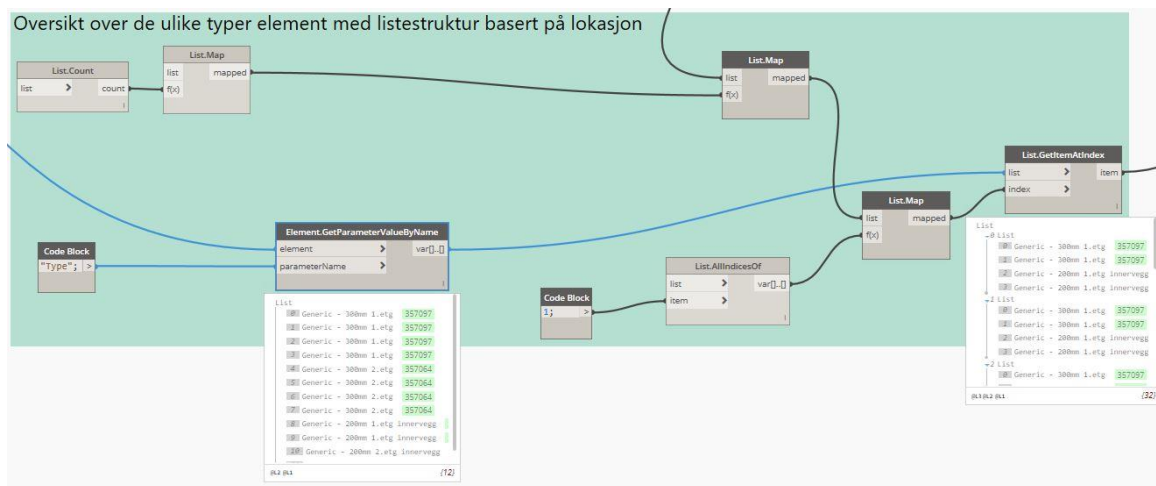 Oversikt over de ulike typer element med listestruktur basert på lokasjon
List.Count
list > count
List.Map
list mapped
f(x)
List.Map
list mapped
f(x)
Element.GetParameterValueByName
element > var[]..[]
parameterName >
Code Block
"Type"; >
List
0 Generic - 300mm 1.etg 357097
1 Generic - 300mm 1.etg 357097
2 Generic - 300mm 1.etg 357097
3 Generic - 300mm 1.etg 357097
4 Generic - 300mm 2.etg 357064
5 Generic - 300mm 2.etg 357064
6 Generic - 300mm 2.etg 357064
7 Generic - 300mm 2.etg 357064
8 Generic - 200mm 1.etg innervegg
9 Generic - 200mm 1.etg innervegg
10 Generic - 200mm 2.etg innervegg
@L2 @L1 {12}
Code Block
1; >
List.AllIndicesOf
list > var[]..[]
item >
List.Map
list mapped
f(x)
List.GetItemAtIndex
list > item
index >
List
0 List
0 Generic - 300mm 1.etg 357097
1 Generic - 300mm 1.etg 357097
2 Generic - 200mm 1.etg innervegg
3 Generic - 200mm 1.etg innervegg
1 List
0 Generic - 300mm 1.etg 357097
1 Generic - 300mm 1.etg 357097
2 Generic - 200mm 1.etg innervegg
3 Generic - 200mm 1.etg innervegg
2 List
0 Generic - 300mm 1.etg 357097
@L3 @L2 @L1 {32}